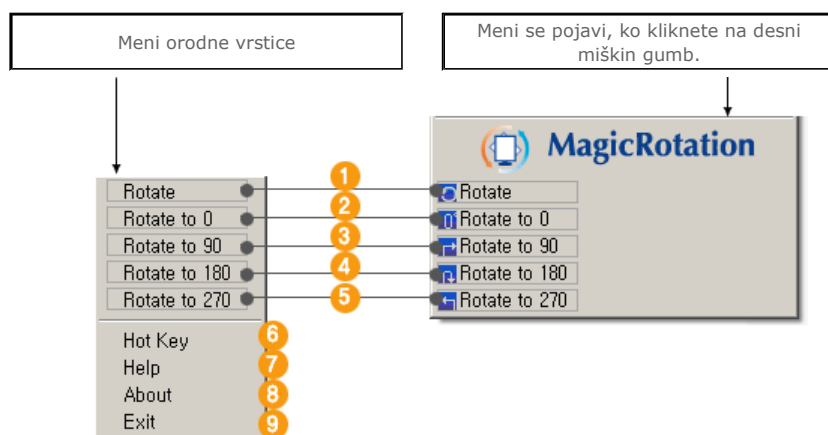 Meni orodne vrstice
Meni se pojavi, ko kliknete na desni
miškin gumb.
MagicRotation
Rotate
1
Rotate
Rotate to 0
2
Rotate to 0
Rotate to 90
3
Rotate to 90
Rotate to 180
4
Rotate to 180
Rotate to 270
5
Rotate to 270
Hot Key
6
Help
7
About
8
Exit
9